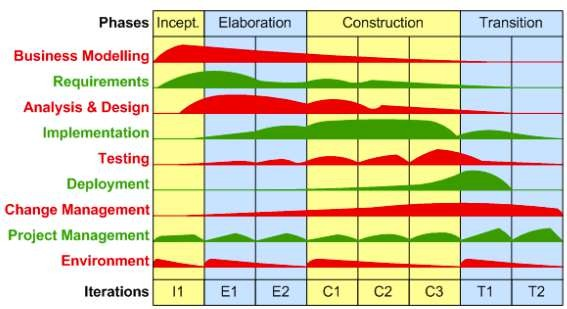 Phases Incept. Elaboration Construction Transition
Business Modelling
Requirements
Analysis & Design
Implementation
Testing
Deployment
Change Management
Project Management
Environment
Iterations I1 E1 E2 C1 C2 C3 T1 T2